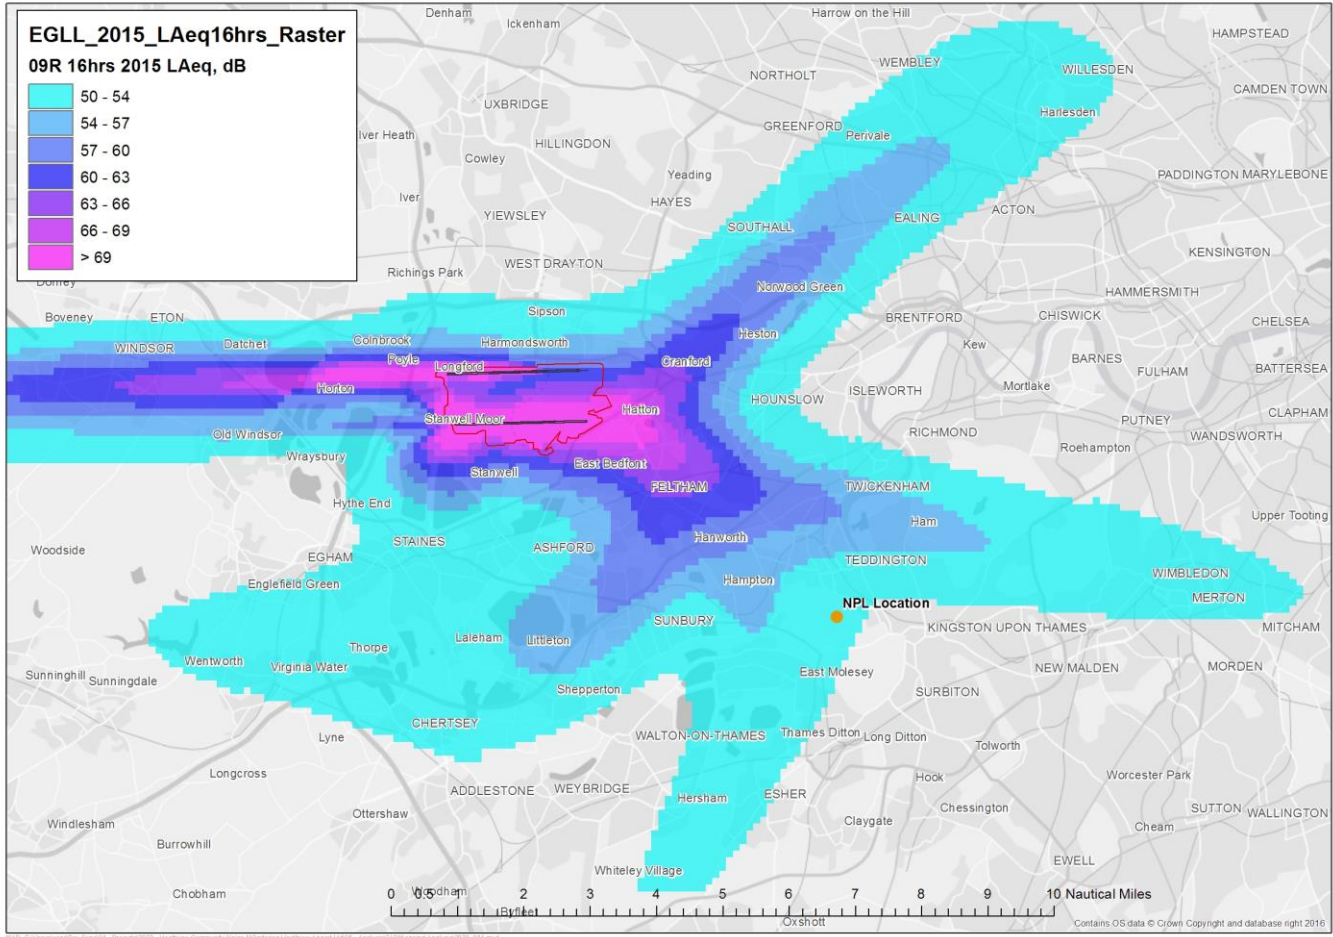 Denham
Ickenham
Harrow on the Hill
EGLL_2015_LAeq16hrs_Raster
09R 16hrs 2015 LAeq, dB
50 - 54
54 - 57
57 - 60
60 - 63
63 - 66
66 - 69
> 69
HAMPSTEAD
WEMBLEY
WILLESDEN
NORTHOLT
CAMDEN TOWN
UXBRIDGE
Harlesden
GREENFORD
Perivale
Iver Heath
HILLINGDON
Cowley
Yeading
PADDINGTON
MARYLEBONE
Iver
HAYES
YIEWSLEY
ACTON
EALING
SOUTHALL
KENSINGTON
WEST DRAYTON
Richings Park
Dorney
Norwood Green
HAMMERSMITH
Boveney
ETON
Sipson
BRENTFORD
CHISWICK
CHELSEA
Heston
WINDSOR
Datchet
Colnbrook
Harmondsworth
Kew
BARNES
Poyle
Longford
Cranford
FULHAM
BATTERSEA
Horton
ISLEWORTH
Mortlake
HOUNSLOW
Hatton
Stanwell Moor
PUTNEY
CLAPHAM
Old Windsor
RICHMOND
WANDSWORTH
Roehampton
Wraysbury
East Bedfont
Stanwell
FELTHAM
TWICKENHAM
Hythe End
Upper Tooting
Ham
Hanworth
STAINES
ASHFORD
Woodside
EGHAM
TEDDINGTON
WIMBLEDON
Englefield Green
Hampton
MERTON
NPL Location
SUNBURY
KINGSTON UPON THAMES
MITCHAM
Laleham
Littleton
Thorpe
Wentworth
Virginia Water
NEW MALDEN
MORDEN
Sunninghill
Sunningdale
East Molesey
Shepperton
SURBITON
CHERTSEY
Lyne
WALTON-ON-THAMES
Thames Ditton
Long Ditton
Tolworth
Longcross
Hook
Worcester Park
ADDLESTONE
WEYBRIDGE
Hersham
ESHER
Chessington
SUTTON
WALLINGTON
Ottershaw
Claygate
Windlesham
Cheam
Burrowhill
EWELL
Whiteley Village
Chobham
Woodham
0 0.5 1 2 3 4 5 6 7 8 9 10 Nautical Miles
Byfleet
Oxshott
Contains OS data © Crown Copyright and database right 2016